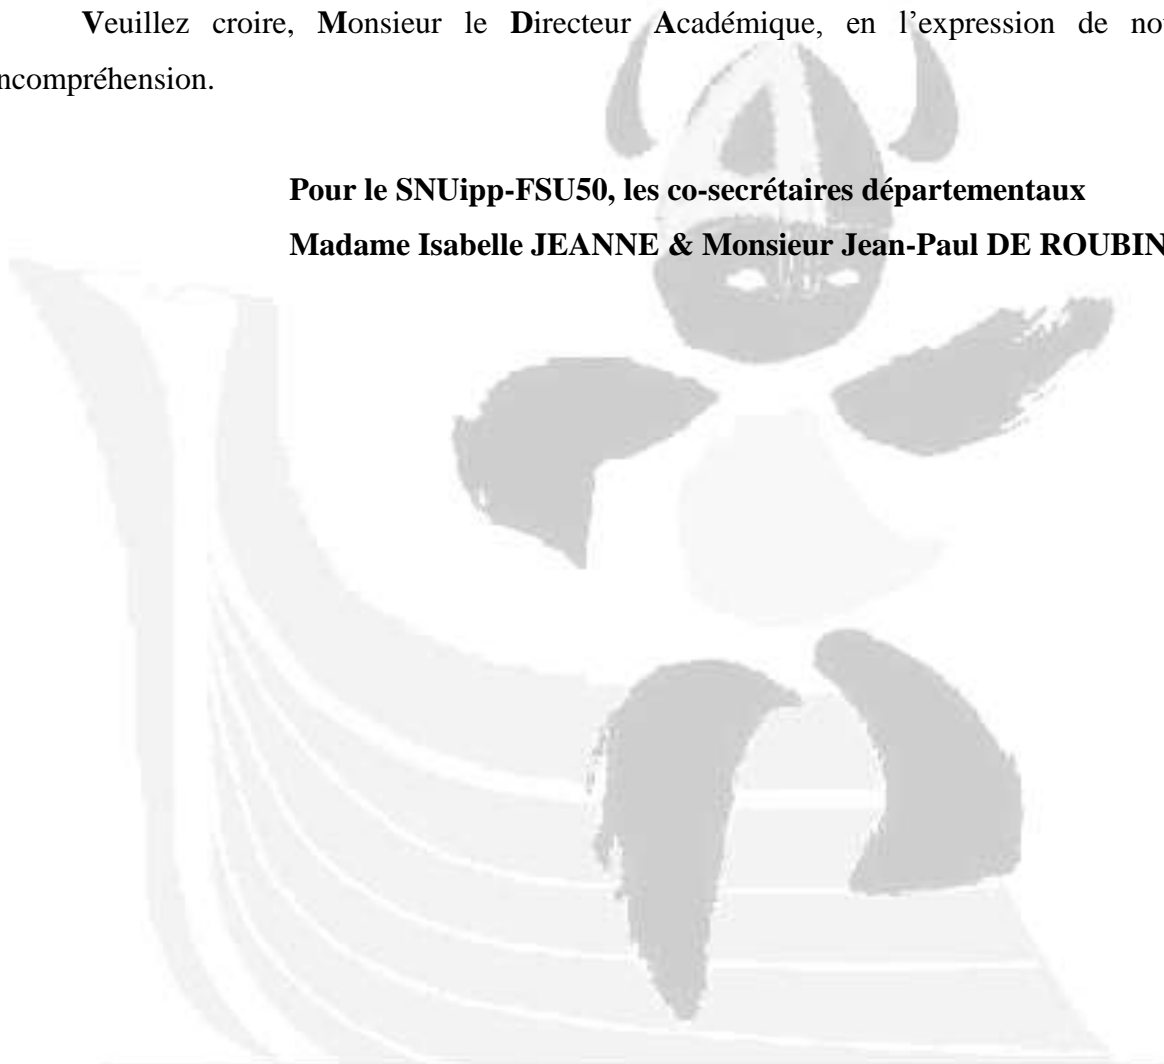 Veuillez croire, Monsieur le Directeur Académique, en l’expression de no
ncompréhension.
Pour le SNUipp-FSU50, les co-secrétaires départementaux
Madame Isabelle JEANNE & Monsieur Jean-Paul DE ROUBIN